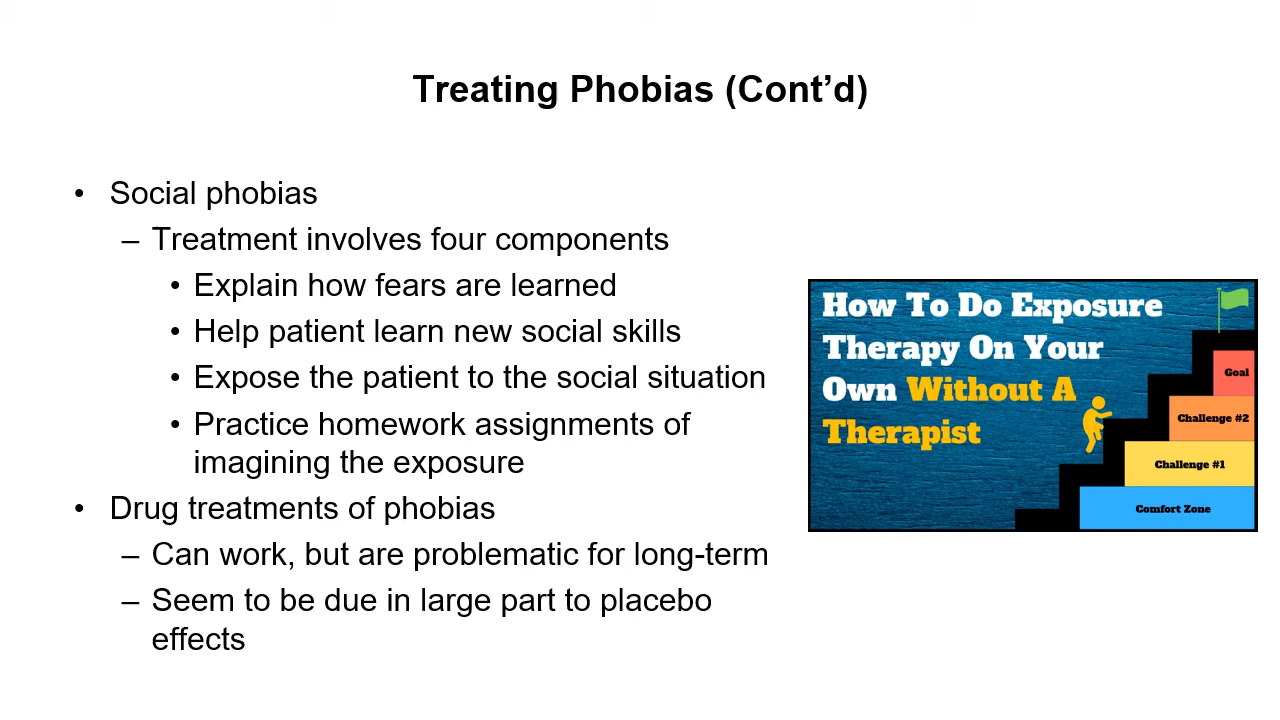 Treating Phobias (Cont’d)
• Social phobias
– Treatment involves four components
• Explain how fears are learned
• Help patient learn new social skills
• Expose the patient to the social situation
• Practice homework assignments of
imagining the exposure
• Drug treatments of phobias
– Can work, but are problematic for long-term
– Seem to be due in large part to placebo
effects
How To Do Exposure
Therapy On Your
Own Without A
Therapist
Goal
Challenge #2
Challenge #1
Comfort Zone